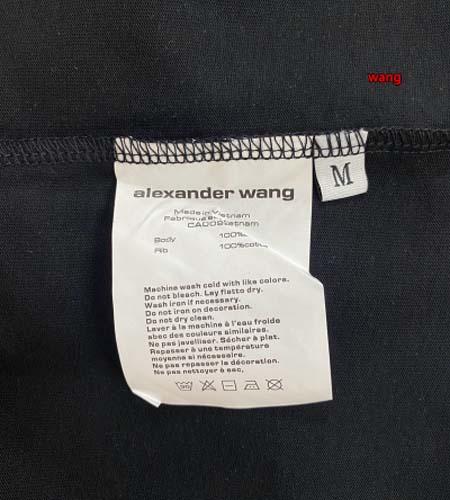 wang
alexander wang
M
Made in Vietnam
Body 100%
Rib 100%
Machine wash cold with like colors.
Do not bleach. Lay flatto dry.
Wash iron if necessary.
Do not iron on decoration.
Do not dry clean.
Laver à la machine à l'eau froide
avec des couleurs similaires.
Ne pas javelliser. Sécher à plat.
Repasser à une température
moyenne si nécessaire.
Ne pas repasser la décoration.
Ne pas nettoyer à sec,